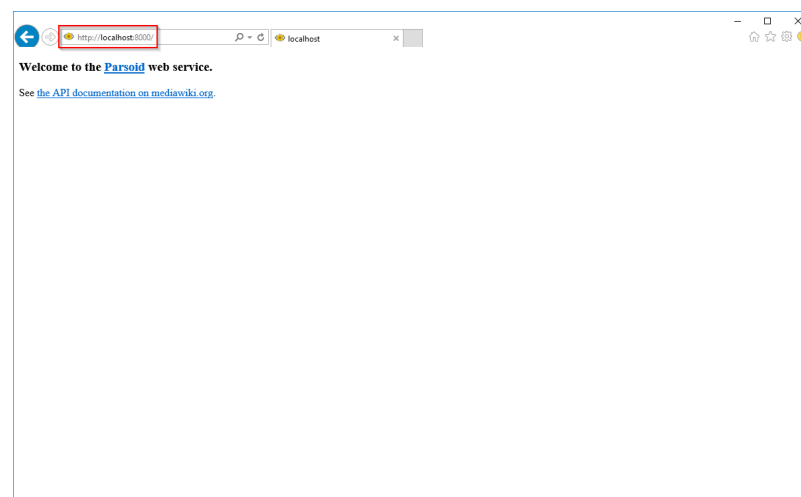 http://localhost:8000/
localhost
Welcome to the Parsoid web service.
See the API documentation on mediawiki.org.